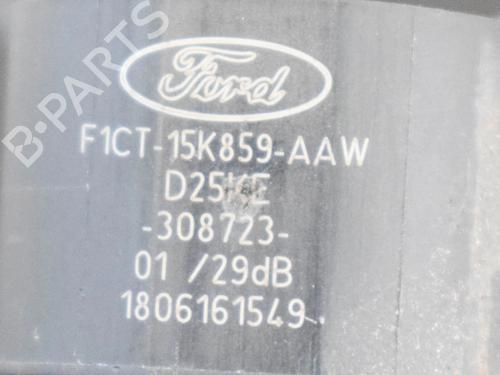 B-PARTS
Ford
F1CT-15K859-AAW
-308723-
01 /29dB
1806161549